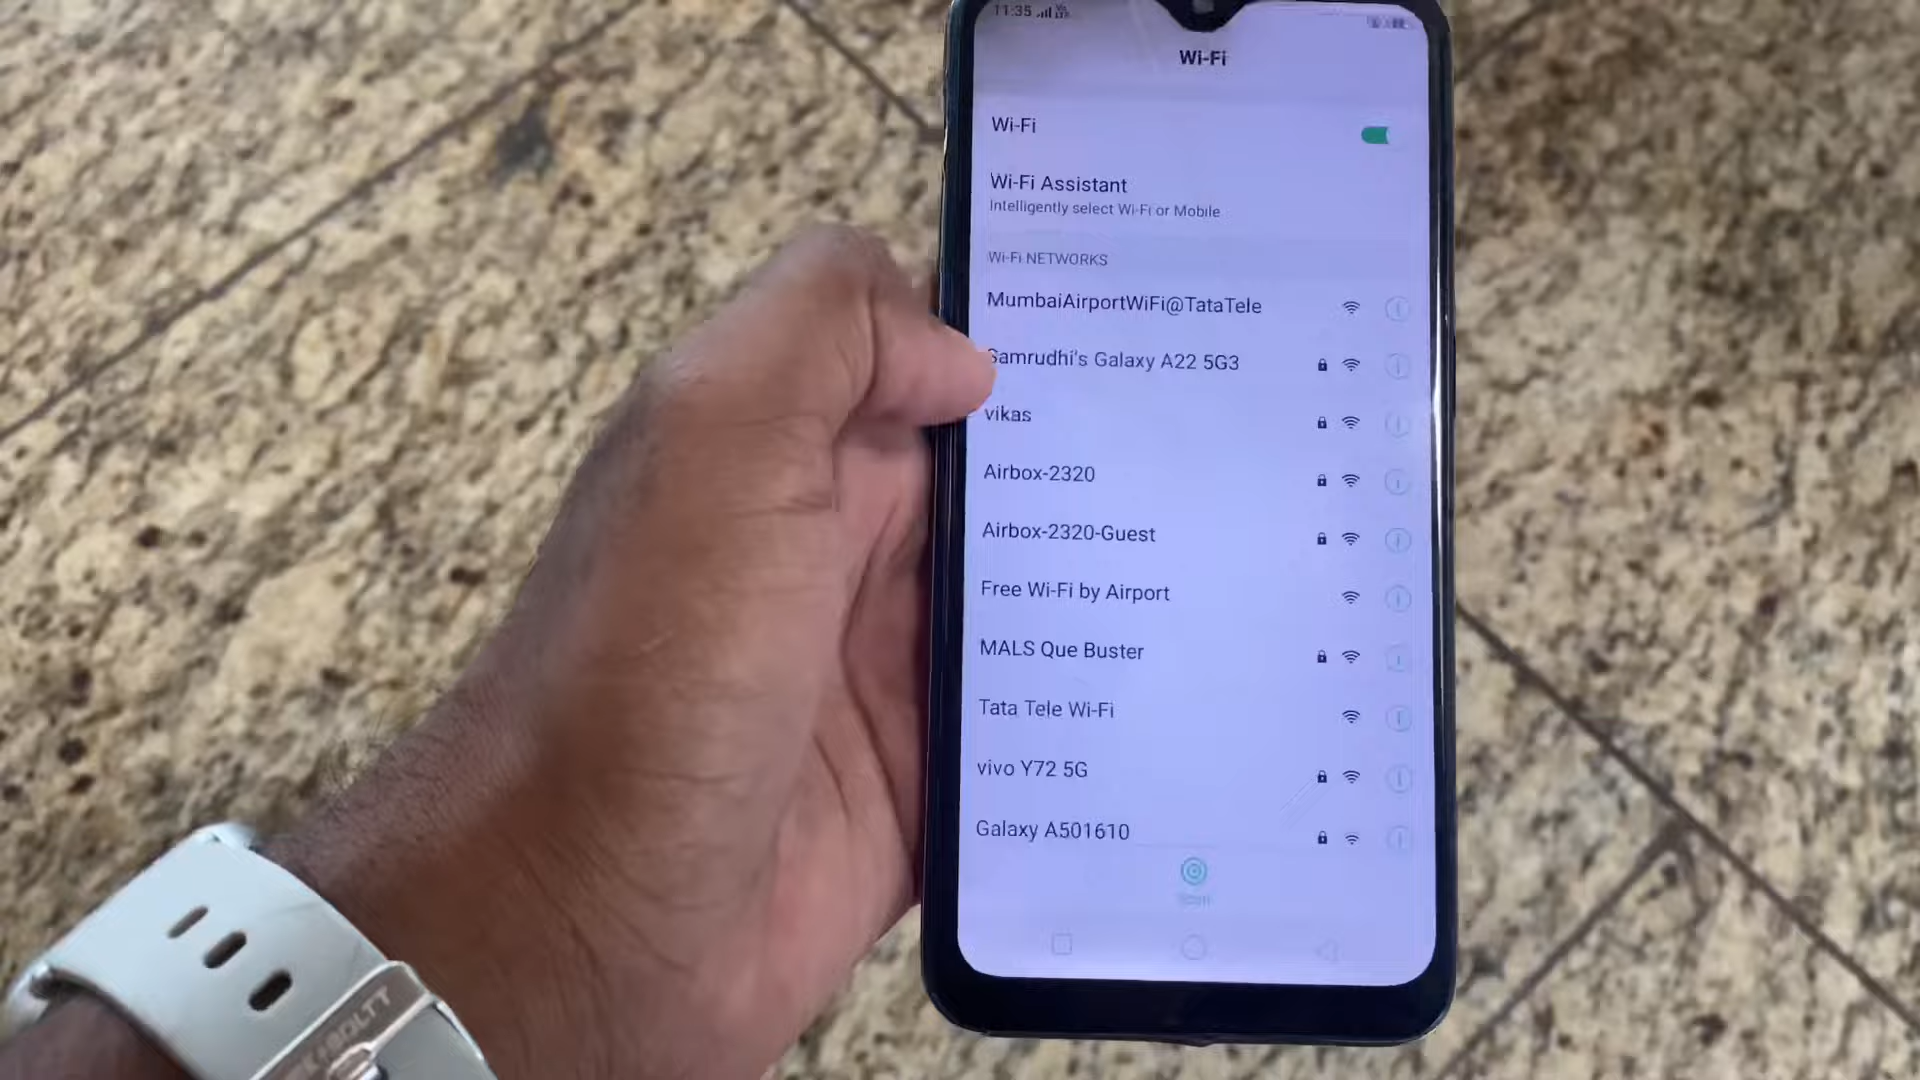 11:35
Wi-Fi
Wi-Fi
Wi-Fi Assistant
Intelligently select Wi-Fi or Mobile
Wi-Fi NETWORKS
MumbaiAirportWiFi@TataTele
Samrudhi's Galaxy A22 5G3
vikas
Airbox-2320
Airbox-2320-Guest
Free Wi-Fi by Airport
MALS Que Buster
Tata Tele Wi-Fi
vivo Y72 5G
Galaxy A501610
Scan